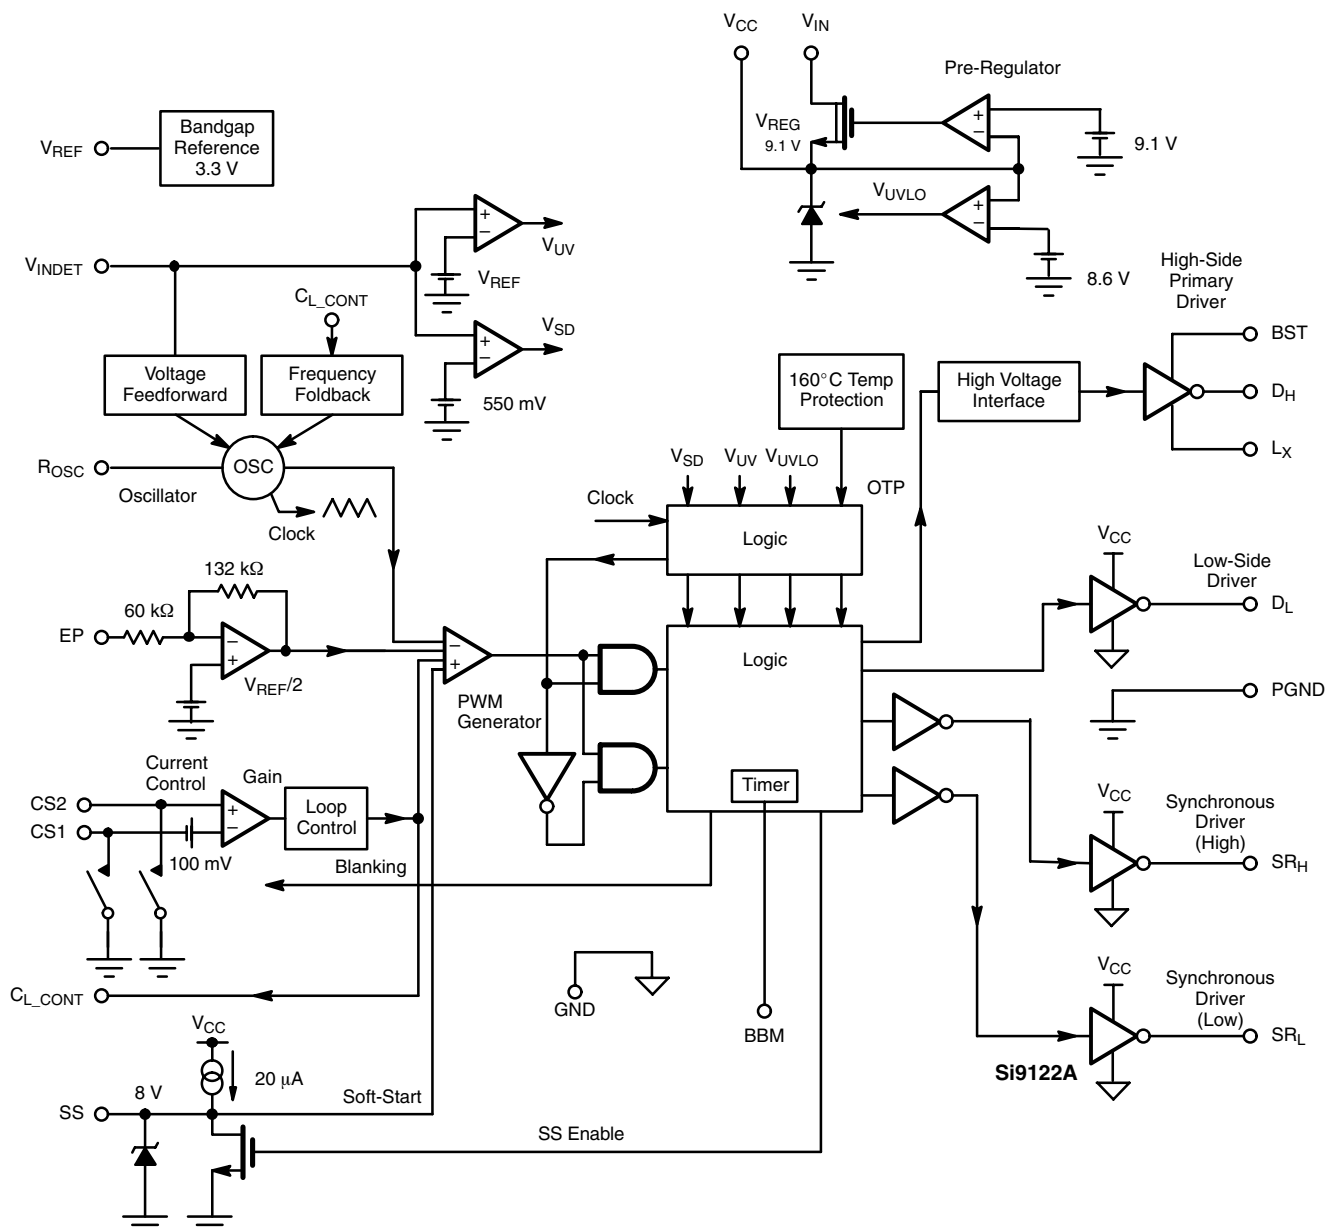 VCC
VIN
Pre-Regulator
VREG
9.1 V
+
−
9.1 V
VUVLO
+
−
8.6 V
VREF
Bandgap
Reference
3.3 V
VINDET
+
−
VUV
VREF
CL_CONT
+
−
VSD
550 mV
Voltage
Feedforward
Frequency
Foldback
ROSC
OSC
Oscillator
Clock
High-Side
Primary
Driver
BST
DH
LX
160°C Temp
Protection
High Voltage
Interface
VSD
VUV
VUVLO
OTP
Clock
Logic
132 kΩ
60 kΩ
EP
−
+
VREF/2
−
+
PWM
Generator
Logic
Timer
VCC
Low-Side
Driver
DL
PGND
Current
Control
Gain
CS2
CS1
+
−
100 mV
Loop
Control
Blanking
VCC
Synchronous
Driver
(High)
SRH
CL_CONT
GND
BBM
VCC
Synchronous
Driver
(Low)
SRL
Si9122A
VCC
20 μA
8 V
SS
Soft-Start
SS Enable